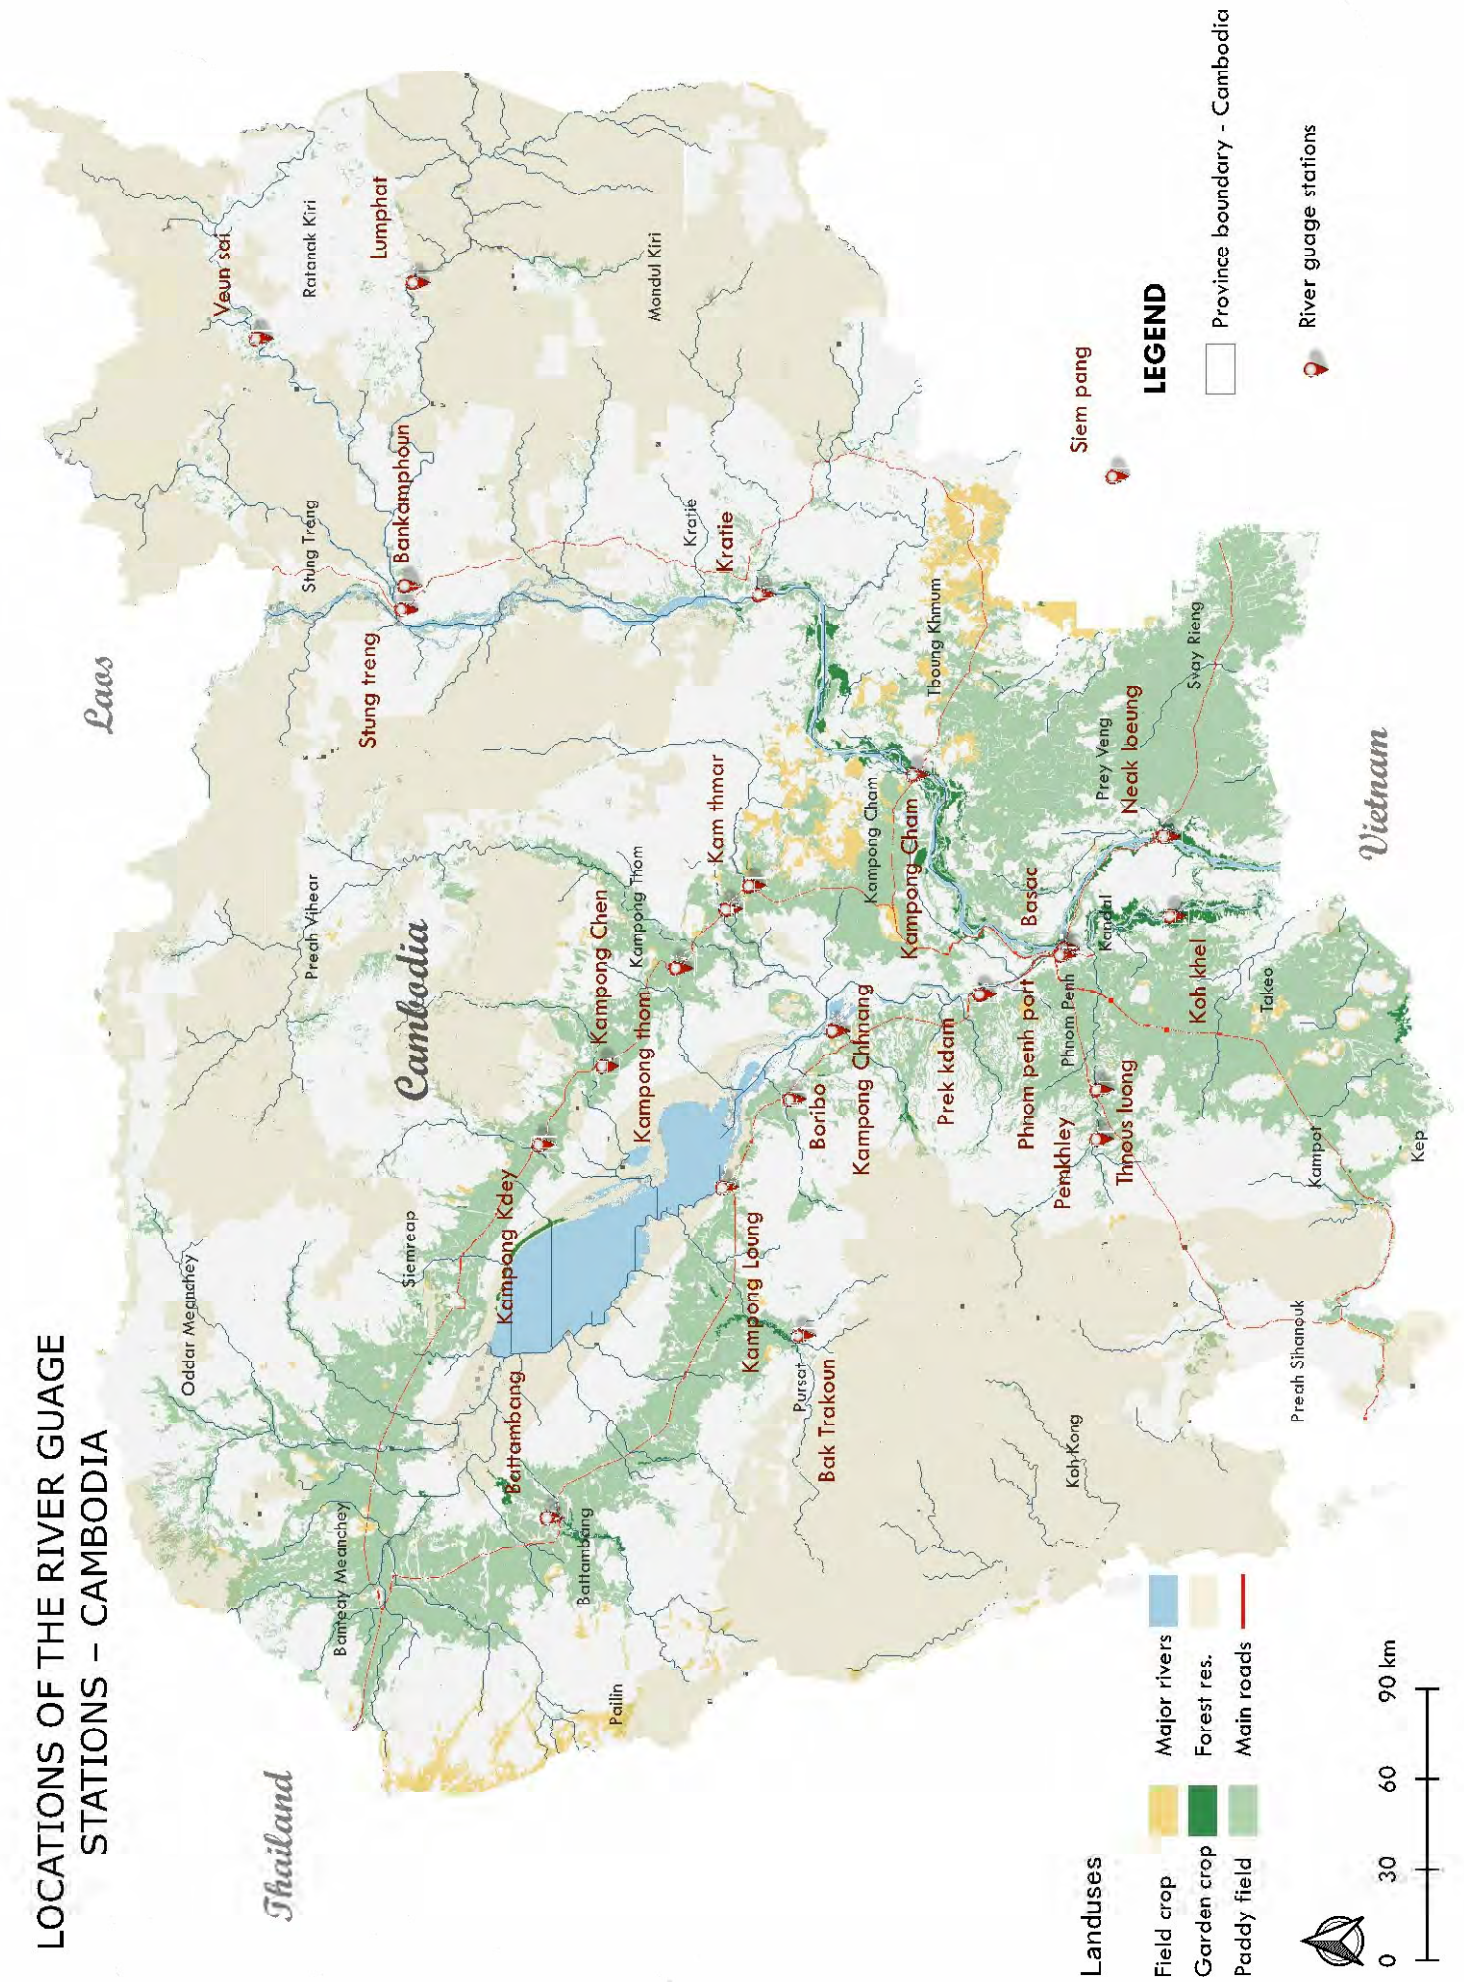 LOCATIONS OF THE RIVER GUAGE
STATIONS – CAMBODIA
Laos
Thailand
Cambodia
Vietnam
Veun sai
Ratanak Kiri
Lumphat
Stung Treng
Bankamphoun
Stung treng
Mondul Kiri
Kratie
Kratie
Oddar Meanchey
Preah Vihear
Siemreap
Banteay Meanchey
Kampong Kdey
Kampong Chen
Kampong Thom
Kampong thom
Kam thmar
Battambang
Battambang
Pailin
Kampong Loung
Pursat
Bak Trakoun
Boribo
Kampong Chhnang
Kampong Cham
Kampong Cham
Tboung Khmum
Prek kdam
Basac
Phnom penh port
Phnom Penh
Kandal
Prey Veng
Neak loeung
Svay Rieng
Pemkhley
Thnous luong
Koh khel
Takeo
Koh Kong
Kampot
Kep
Preah Sihanouk
Siem pang
LEGEND
Province boundary - Cambodia
River guage stations
Landuses
Field crop
Major rivers
Garden crop
Forest res.
Paddy field
Main roads
0 30 60 90 km